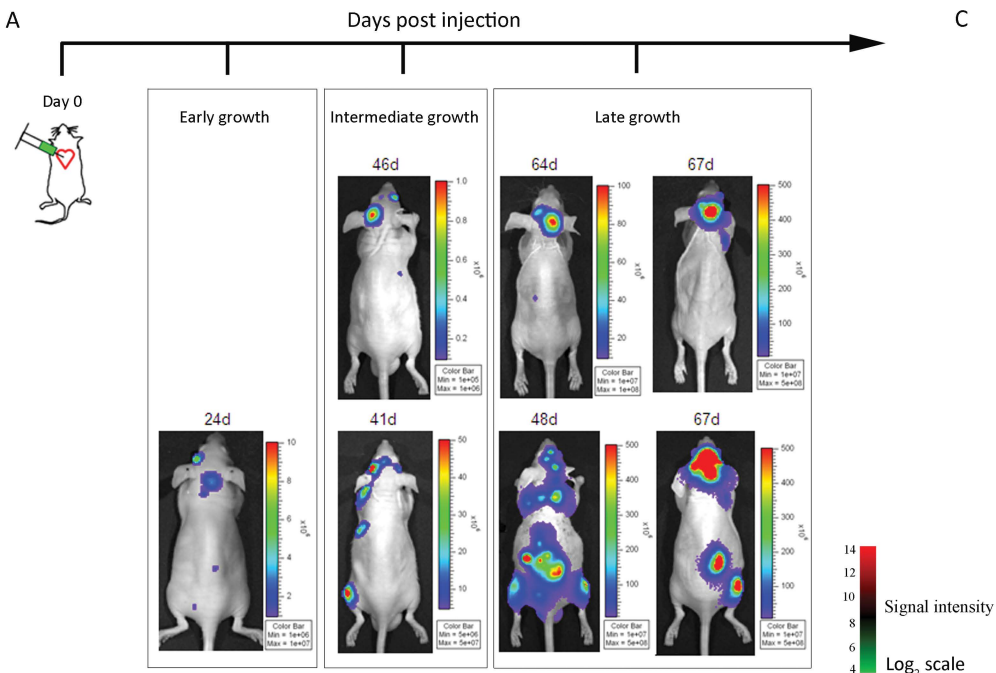 A
Days post injection
C
Day 0
Early growth
Intermediate growth
Late growth
46d
64d
67d
1.0
0.8
0.6
0.4
0.2
x10⁶
Color Bar
Min = 1e+05
Max = 1e+06
100
80
60
40
20
x10⁶
Color Bar
Min = 1e+07
Max = 1e+08
500
400
300
200
100
x10⁶
Color Bar
Min = 1e+07
Max = 5e+08
24d
41d
48d
67d
10
8
6
4
2
x10⁶
Color Bar
Min = 1e+06
Max = 1e+07
50
40
30
20
10
x10⁶
Color Bar
Min = 5e+06
Max = 5e+07
500
400
300
200
100
x10⁶
Color Bar
Min = 1e+07
Max = 5e+08
500
400
300
200
100
x10⁶
Color Bar
Min = 1e+07
Max = 5e+08
14
12
10
8
6
4
Signal intensity
Log₂ scale